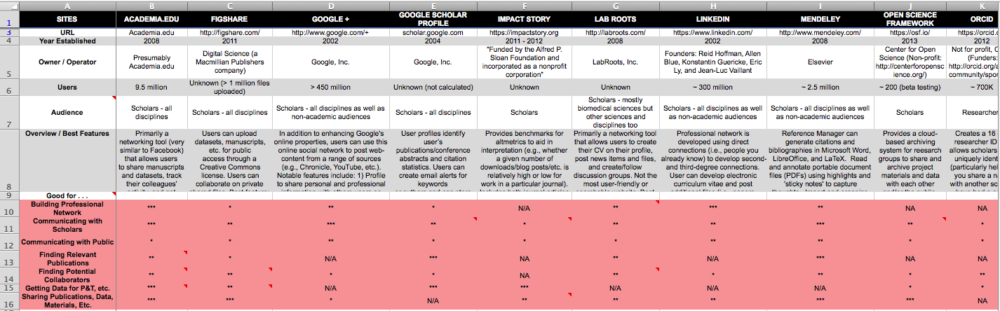 A B C D E F G H I J K
1 SITES ACADEMIA.EDU FIGSHARE GOOGLE + GOOGLE SCHOLAR PROFILE IMPACT STORY LAB ROOTS LINKEDIN MENDELEY OPEN SCIENCE FRAMEWORK ORCID
3 URL Academia.edu http://figshare.com/ http://www.google.com/+ scholar.google.com https://impactstory.org http://labroots.com/ https://www.linkedin.com/ http://www.mendeley.com/ https://osf.io/ https://orcid.o
4 Year Established 2008 2011 2002 2004 2011 - 2012 2008 2002 2008 2013 2012
5 Owner / Operator
Presumably
Academia.edu
Digital Science (a
Macmillian Publishers
company)
Google, Inc.
Google, Inc.
"Funded by the Alfred P.
Sloan Foundation and
incorporated as a nonprofit
corporation"
LabRoots, Inc.
Founders: Reid Hoffman, Allen
Blue, Konstantin Guericke, Eric
Ly, and Jean-Luc Vaillant
Elsevier
Center for Open
Science (Non-profit:
http://centerforopensc
ience.org/)
Not for profit, C
(Funders:
http://orcid.org/a
community/spor
6 Users
9.5 million
Unknown (> 1 million files
uploaded)
> 450 million
Unknown (not calculated)
Unknown
Unknown
~ 300 million
~ 2.5 million
~ 200 (beta testing)
~ 700K
7 Audience
Scholars - all
disciplines
Scholars - all disciplines
Scholars - all disciplines as well as
non-academic audiences
Scholars - all disciplines
Scholars
Scholars - mostly
biomedical sciences but
other sciences and
disciplines too
Scholars - all disciplines as well
as non-academic audiences
Scholars - all disciplines as well as
non-academic audiences
Scholars
Researcher
8 Overview / Best Features
Primarily a
networking tool (very
similar to Facebook)
that allows users
to share manuscripts
and datasets, track
their colleagues'
Users can upload
datasets, manuscripts,
etc. for public
access through a
Creative Commons
license. Users can
collaborate on private
In addition to enhancing Google's
online properties, users can use this
online social network to post web-
content from a range of sources
(e.g., Chronicle, YouTube, etc.).
Notable features include: 1) Profile
to share personal and professional
User profiles identify
user's
publications/conference
abstracts and citation
statistics. Users can
create email alerts for
keywords
Provides benchmarks for
altmetrics to aid in
interpretation (e.g., whether
a given number of
downloads/blog posts/etc. is
relatively high or low for
work in a particular journal).
Primarily a networking tool
that allows users to create
their CV on their profile,
post news items and files,
and create/follow
discussion groups. Not the
most user-friendly or
Professional network is
developed using direct
connections (i.e., people you
already know) to develop second-
and third-degree connections.
User can develop electronic
curriculum vitae and post
Reference Manager can
generate citations and
bibliographies in Microsoft Word,
LibreOffice, and LaTeX. Read
and annotate portable document
files (PDFs) using highlights and
'sticky notes' to capture
Provides a cloud-
based archiving
system for reesarch
groups to share and
archive project
materials and data
with each other
Creates a 16
researcher ID
allows scholars
uniquely ident
(particularly hel
you share a n
with another sc
9 Good for . . .
10 Building Professional Network *** * ** * N/A ** *** ** NA NA
11 Communicating with Scholars *** ** *** ** * ** ** *** ** *
12 Communicating with Public * * ** * * * ** ** * *
13 Finding Relevant Publications ** * N/A *** NA ** NA *** NA NA
14 Finding Potential Collaborators ** ** * * NA ** * ** * **
15 Getting Data for P&T, etc. *** ** N/A *** *** N/A N/A N/A * *
16 Sharing Publications, Data, Materials, Etc. *** *** * N/A ** ** ** *** *** NA